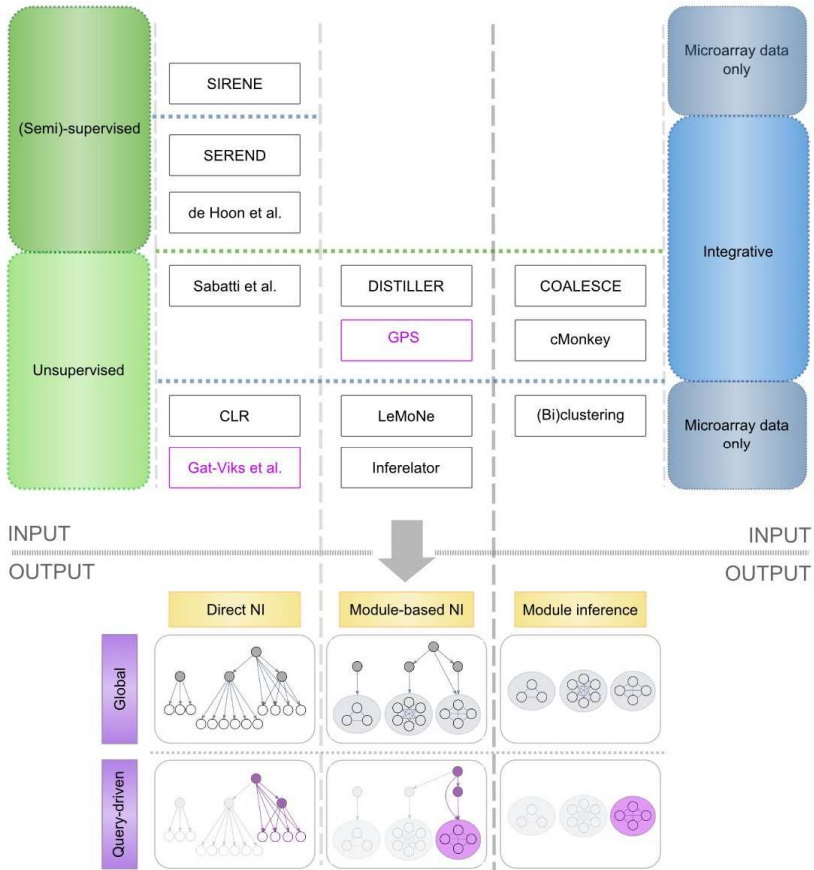 Microarray data
only
SIRENE
(Semi)-supervised
SEREND
de Hoon et al.
Integrative
Sabatti et al.
DISTILLER
COALESCE
GPS
cMonkey
Unsupervised
CLR
LeMoNe
(Bi)clustering
Microarray data
only
Gat-Viks et al.
Inferelator
INPUT
INPUT
OUTPUT
OUTPUT
Direct NI
Module-based NI
Module inference
Global
Query-driven